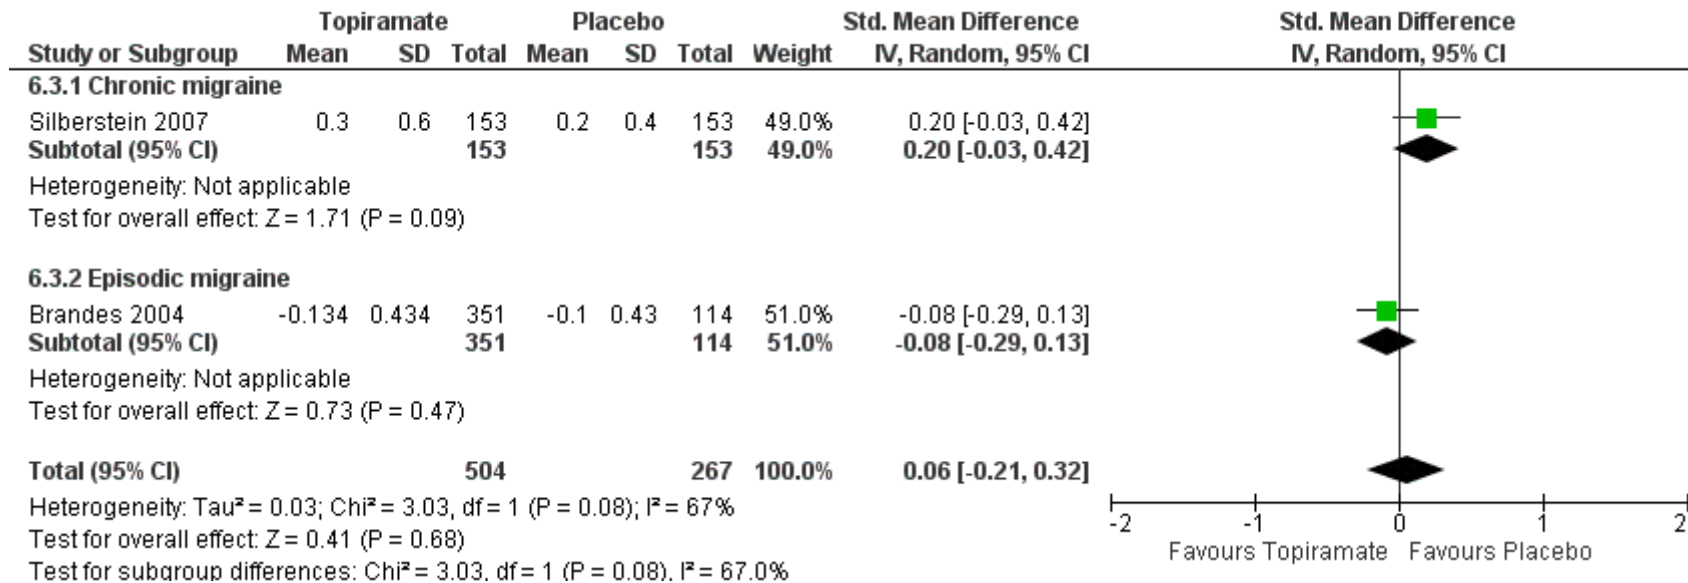 Topiramate Placebo Std. Mean Difference Std. Mean Difference
Study or Subgroup Mean SD Total Mean SD Total Weight IV, Random, 95% CI IV, Random, 95% CI
6.3.1 Chronic migraine
Silberstein 2007 0.3 0.6 153 0.2 0.4 153 49.0% 0.20 [-0.03, 0.42]
Subtotal (95% CI) 153 153 49.0% 0.20 [-0.03, 0.42]
Heterogeneity: Not applicable
Test for overall effect: Z = 1.71 (P = 0.09)
6.3.2 Episodic migraine
Brandes 2004 -0.134 0.434 351 -0.1 0.43 114 51.0% -0.08 [-0.29, 0.13]
Subtotal (95% CI) 351 114 51.0% -0.08 [-0.29, 0.13]
Heterogeneity: Not applicable
Test for overall effect: Z = 0.73 (P = 0.47)
Total (95% CI) 504 267 100.0% 0.06 [-0.21, 0.32]
Heterogeneity: Tau² = 0.03; Chi² = 3.03, df = 1 (P = 0.08); I² = 67%
Test for overall effect: Z = 0.41 (P = 0.68)
Test for subgroup differences: Chi² = 3.03, df = 1 (P = 0.08), I² = 67.0%
-2 -1 0 1 2
Favours Topiramate Favours Placebo